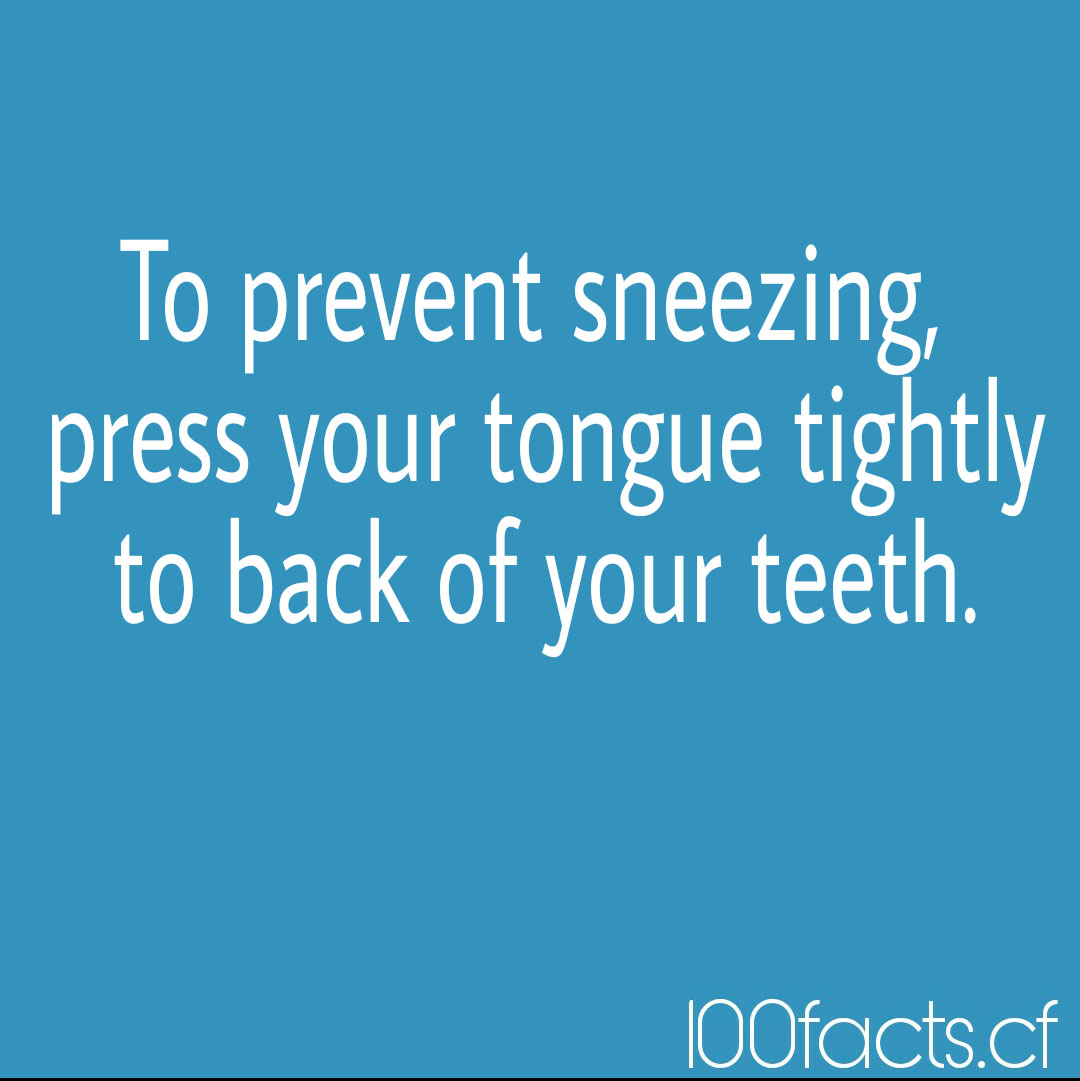 To prevent sneezing,
press your tongue tightly
to back of your teeth.
100facts.cf